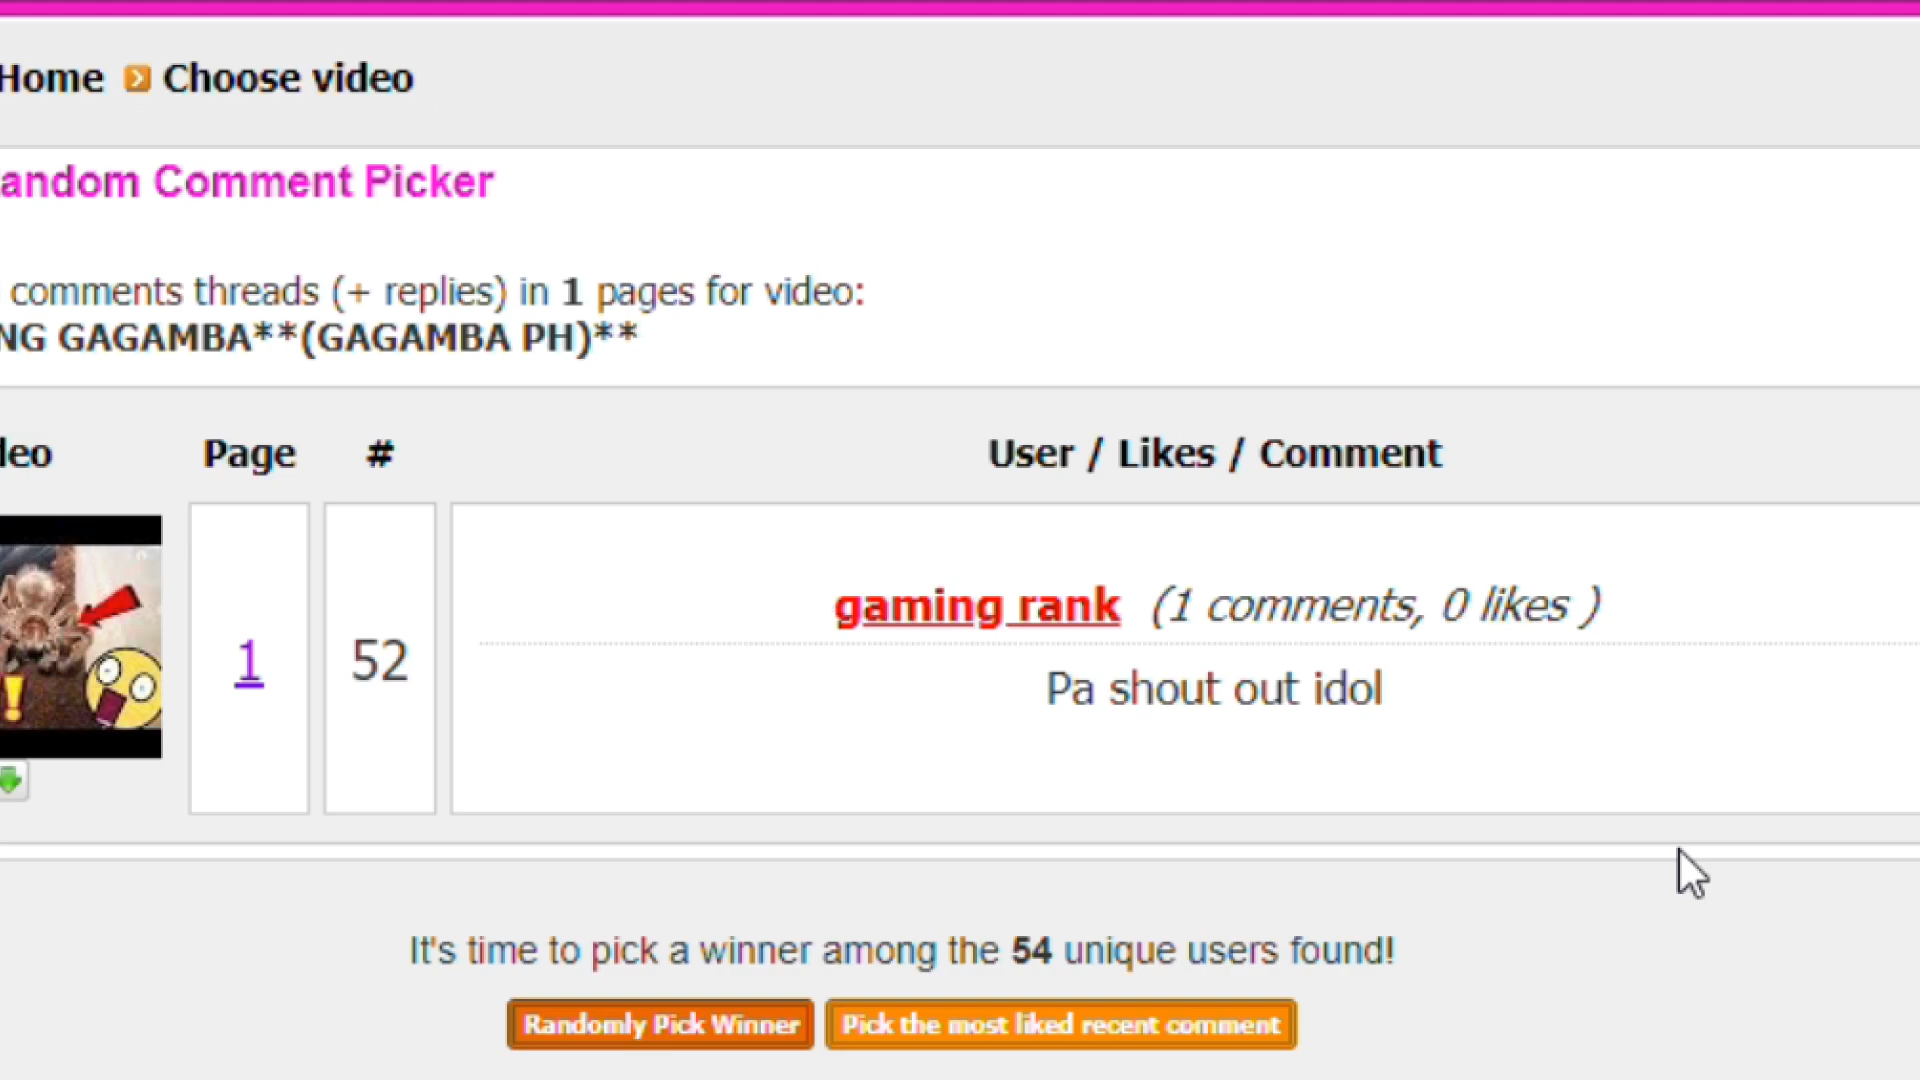 Home Choose video
andom Comment Picker
comments threads (+ replies) in 1 pages for video:
NG GAGAMBA**(GAGAMBA PH)**
leo Page # User / Likes / Comment
gaming rank (1 comments, 0 likes )
1 52
Pa shout out idol
It's time to pick a winner among the 54 unique users found!
Randomly Pick Winner Pick the most liked recent comment